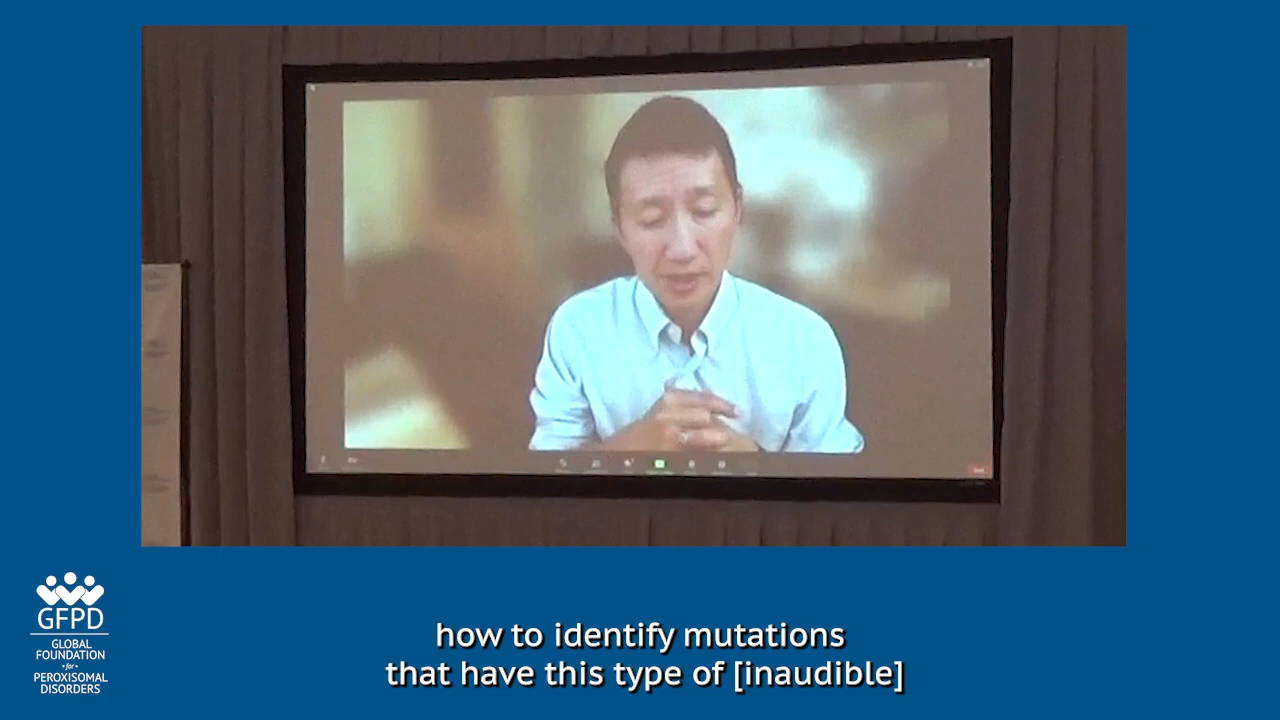 GFPD
GLOBAL
FOUNDATION
•for•
PEROXISOMAL
DISORDERS
how to identify mutations
that have this type of [inaudible]